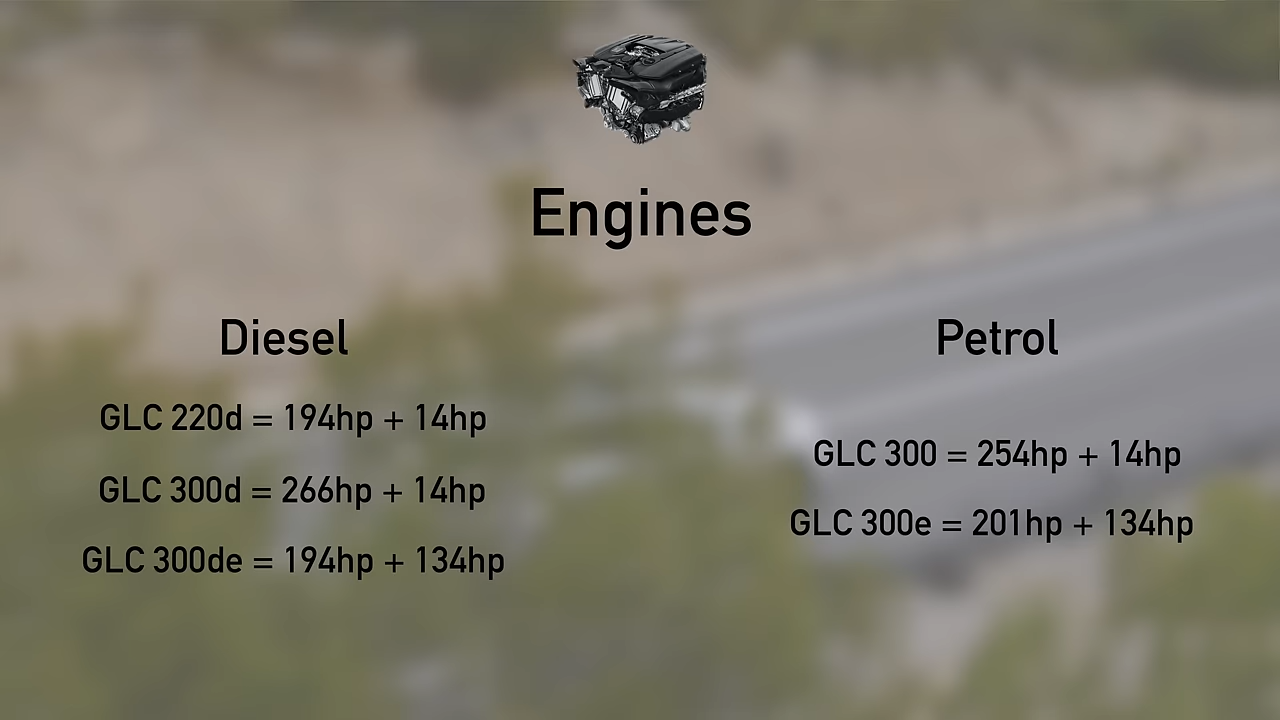 Engines
Diesel
GLC 220d = 194hp + 14hp
GLC 300d = 266hp + 14hp
GLC 300de = 194hp + 134hp
Petrol
GLC 300 = 254hp + 14hp
GLC 300e = 201hp + 134hp